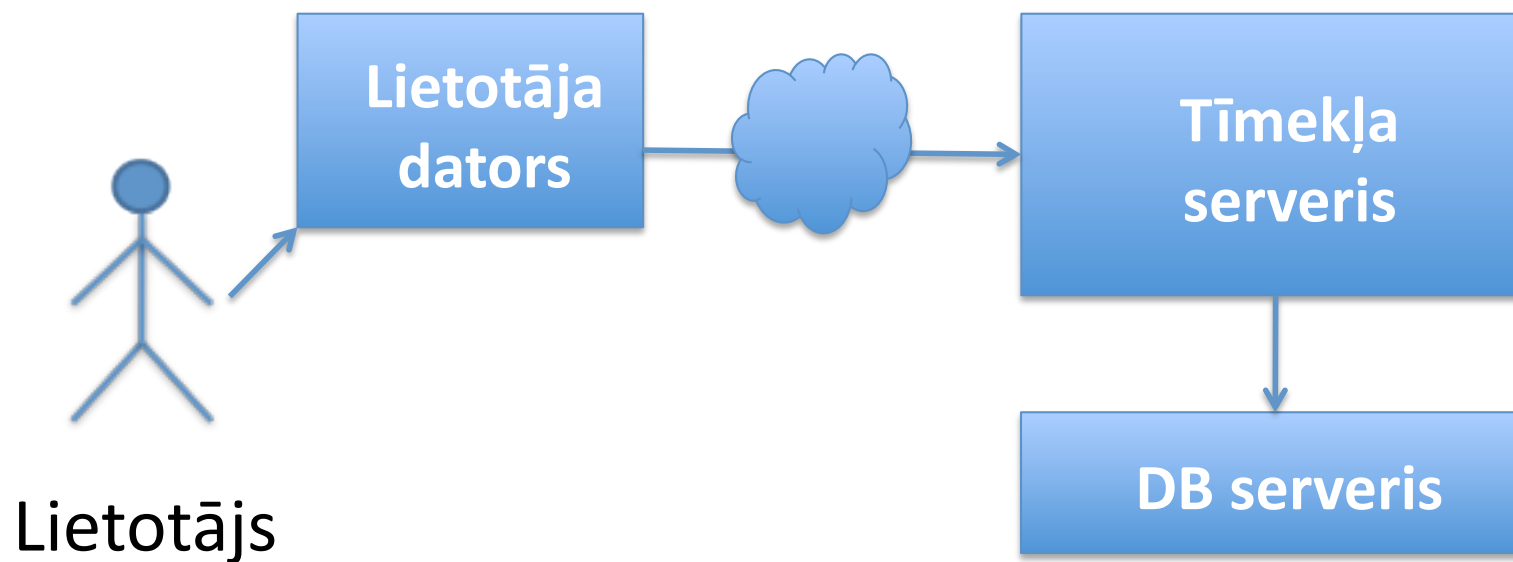 Lietotāja
dators
Tīmekļa
serveris
DB serveris
Lietotājs